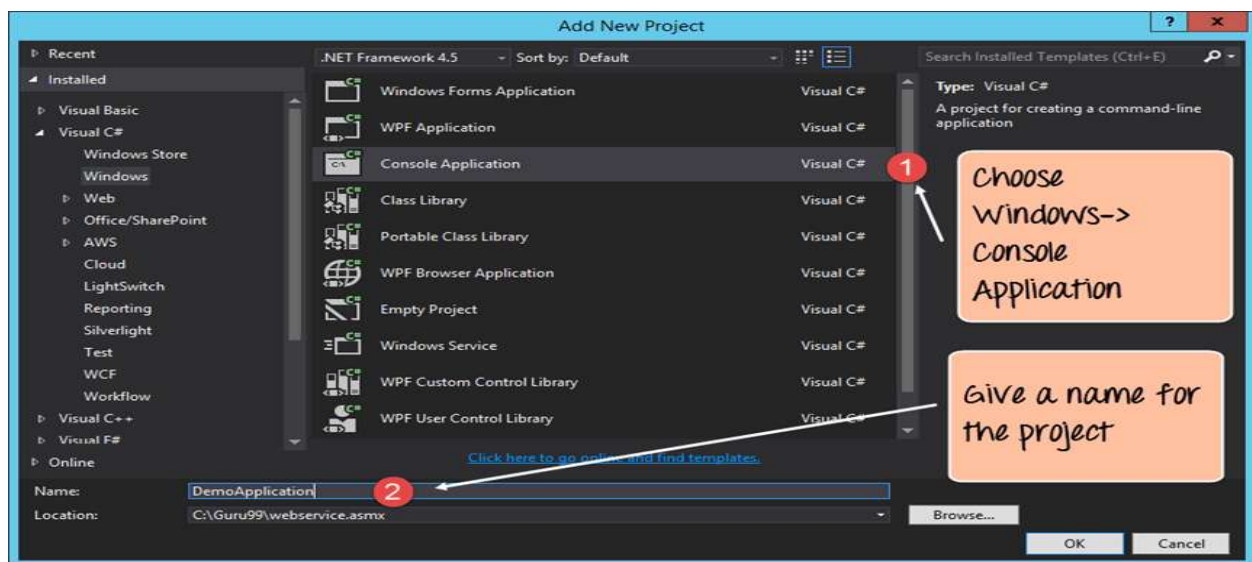 Add New Project
? x
Recent
.NET Framework 4.5 Sort by: Default
Search Installed Templates (Ctrl+E)
Installed
Visual Basic
Visual C#
Windows Store
Windows
Web
Office/SharePoint
AWS
Cloud
LightSwitch
Reporting
Silverlight
Test
WCF
Workflow
Visual C++
Visual F#
Online
Windows Forms Application Visual C#
WPF Application Visual C#
Console Application Visual C#
Class Library Visual C#
Portable Class Library Visual C#
WPF Browser Application Visual C#
Empty Project Visual C#
Windows Service Visual C#
WPF Custom Control Library Visual C#
WPF User Control Library Visual C#
Click here to go online and find templates.
Type: Visual C#
A project for creating a command-line
application
1
Choose
Windows->
Console
Application
Give a name for
the project
Name: DemoApplication
2
Location: C:\Guru99\webservice.asmx
Browse...
OK Cancel